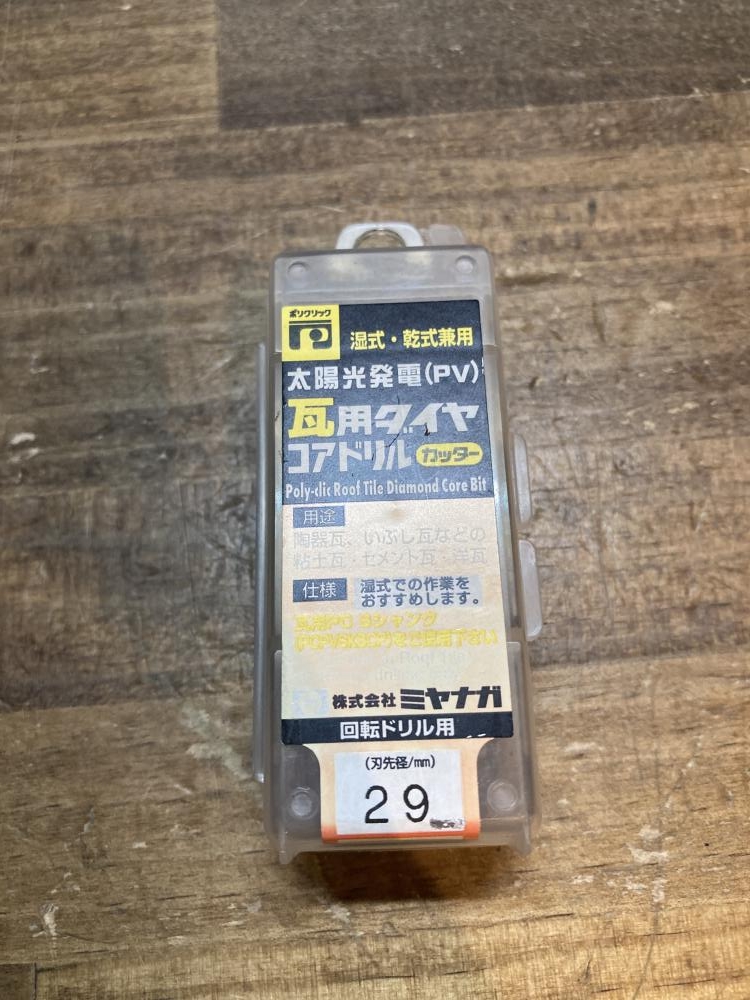 ポリクリック
湿式・乾式兼用
太陽光発電(PV)
瓦用ダイヤ
コアドリル カッター
Poly-clic Roof Tile Diamond Core Bit
用途
陶器瓦、いぶし瓦などの
粘土瓦・セメント瓦・洋瓦
仕様 湿式での作業を
おすすめします。
株式会社ミヤナガ
回転ドリル用
(刃先径/mm)
29